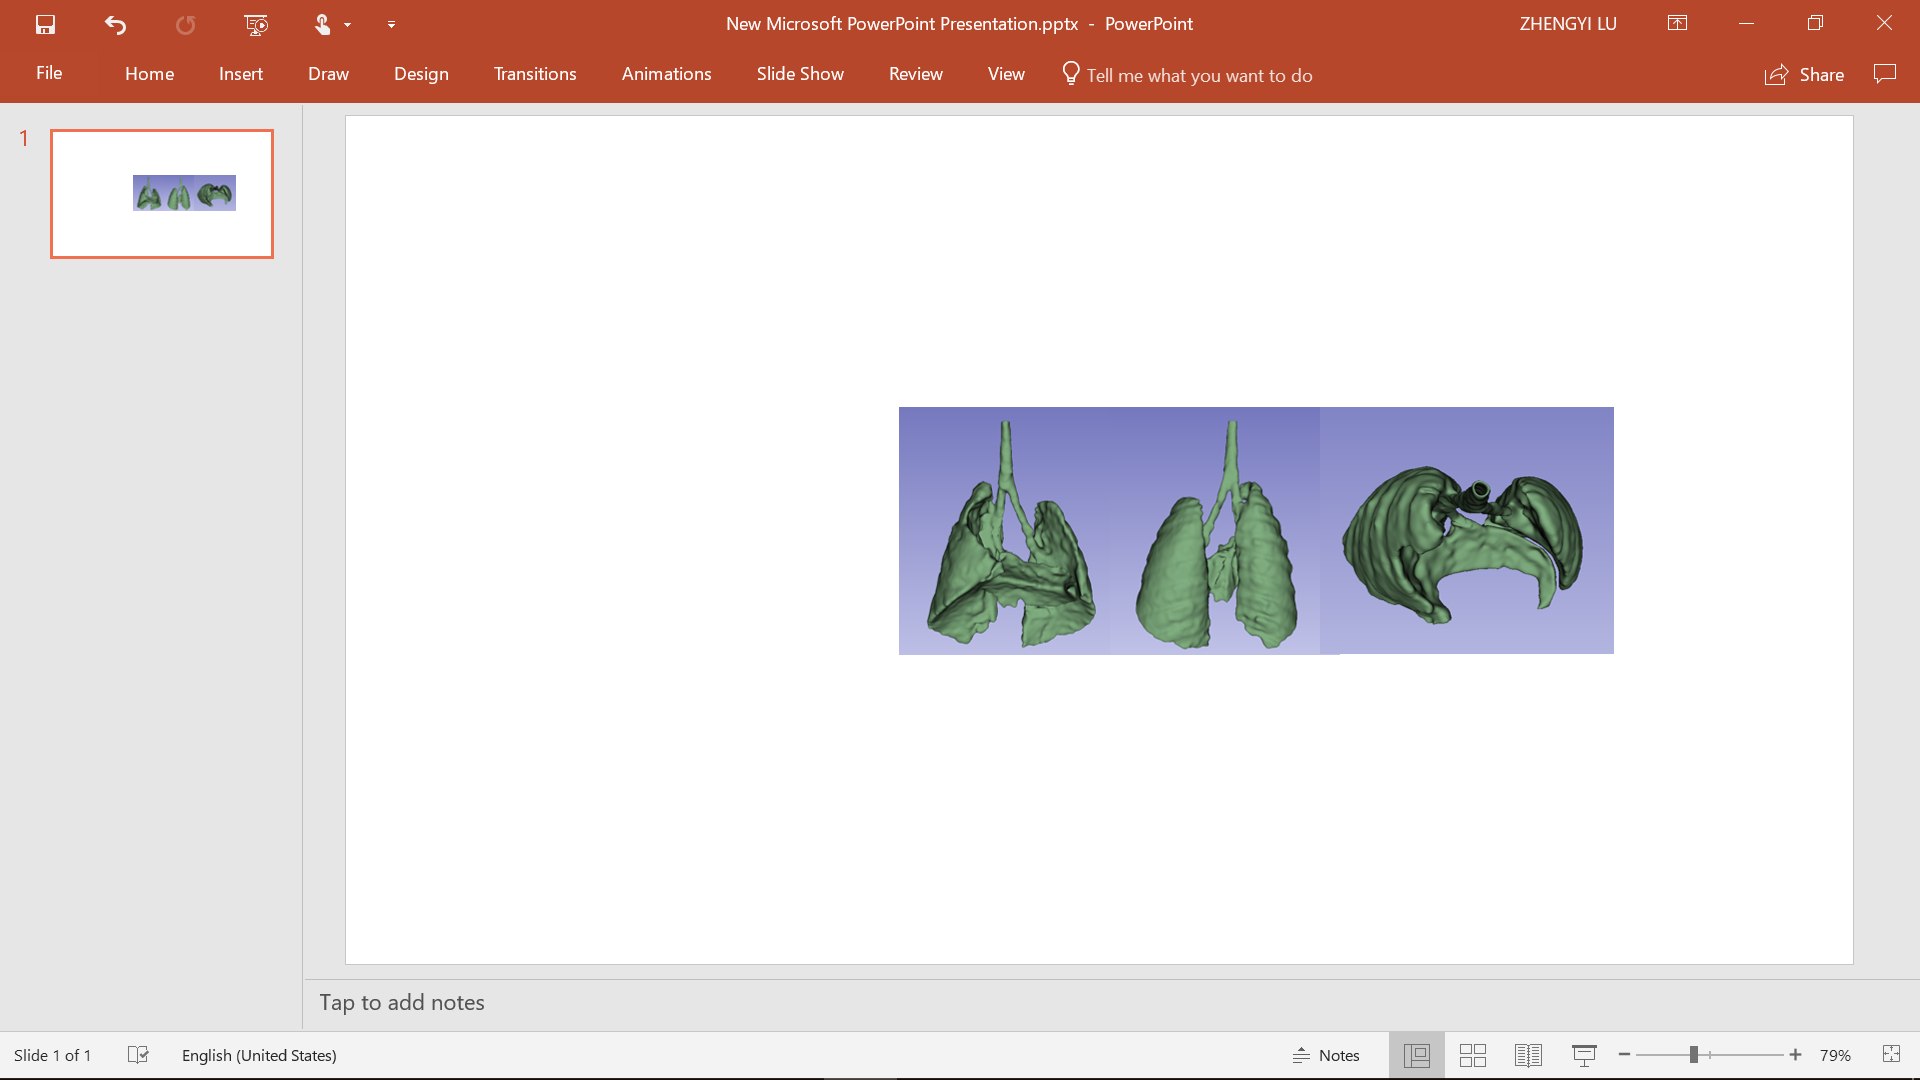 New Microsoft PowerPoint Presentation.pptx - PowerPoint
ZHENGYI LU
File Home Insert Draw Design Transitions Animations Slide Show Review View Tell me what you want to do Share
1
Tap to add notes
Slide 1 of 1 English (United States) Notes 79%